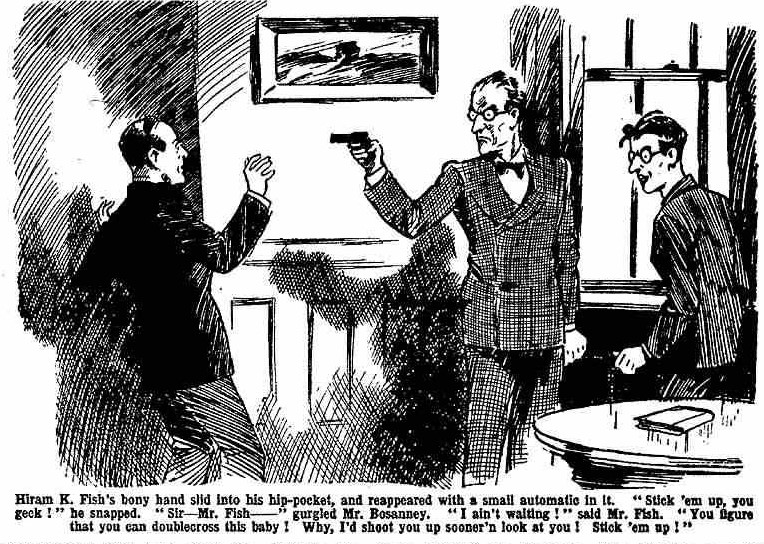 Hiram K. Fish's bony hand slid into his hip-pocket, and reappeared with a small automatic in it. "Stick 'em up, you
geck!" he snapped. "Sir—Mr. Fish——" gurgled Mr. Bosanney. "I ain't waiting!" said Mr. Fish. "You figure
that you can doublecross this baby! Why, I'd shoot you up sooner'n look at you! Stick 'em up!"